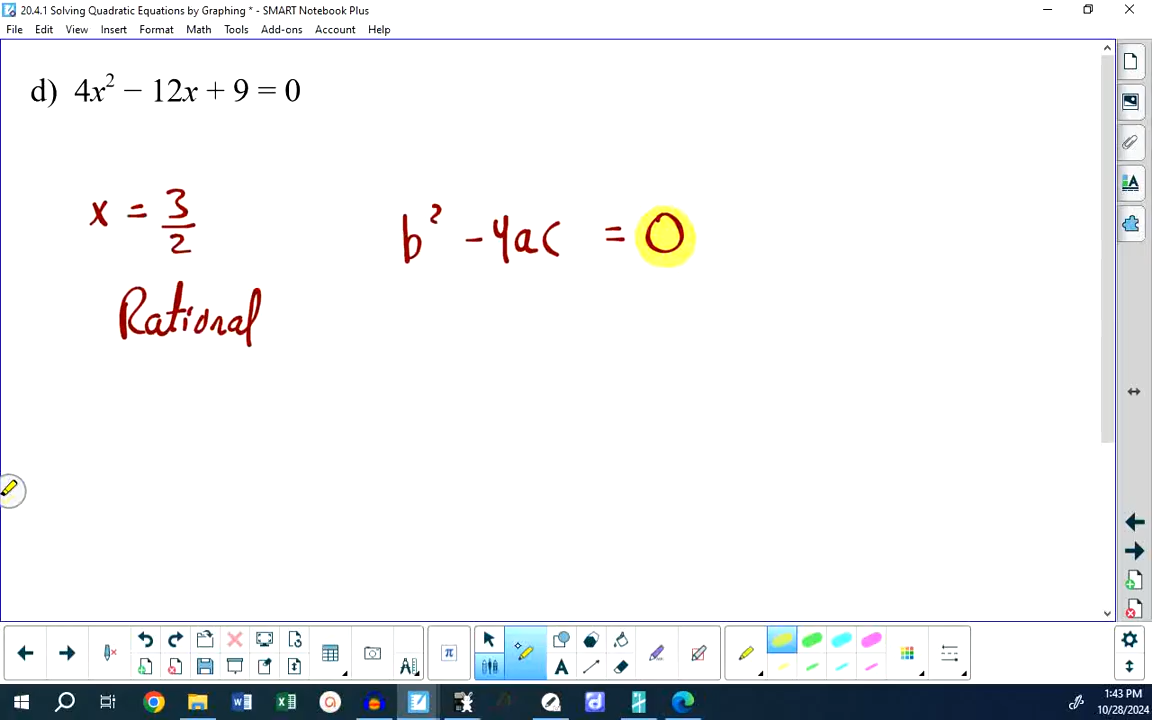 20.4.1 Solving Quadratic Equations by Graphing * - SMART Notebook Plus
File Edit View Insert Format Math Tools Add-ons Account Help
d) 4x² − 12x + 9 = 0
x = 3/2
b² - 4ac = 0
Rational
1:43 PM
10/28/2024